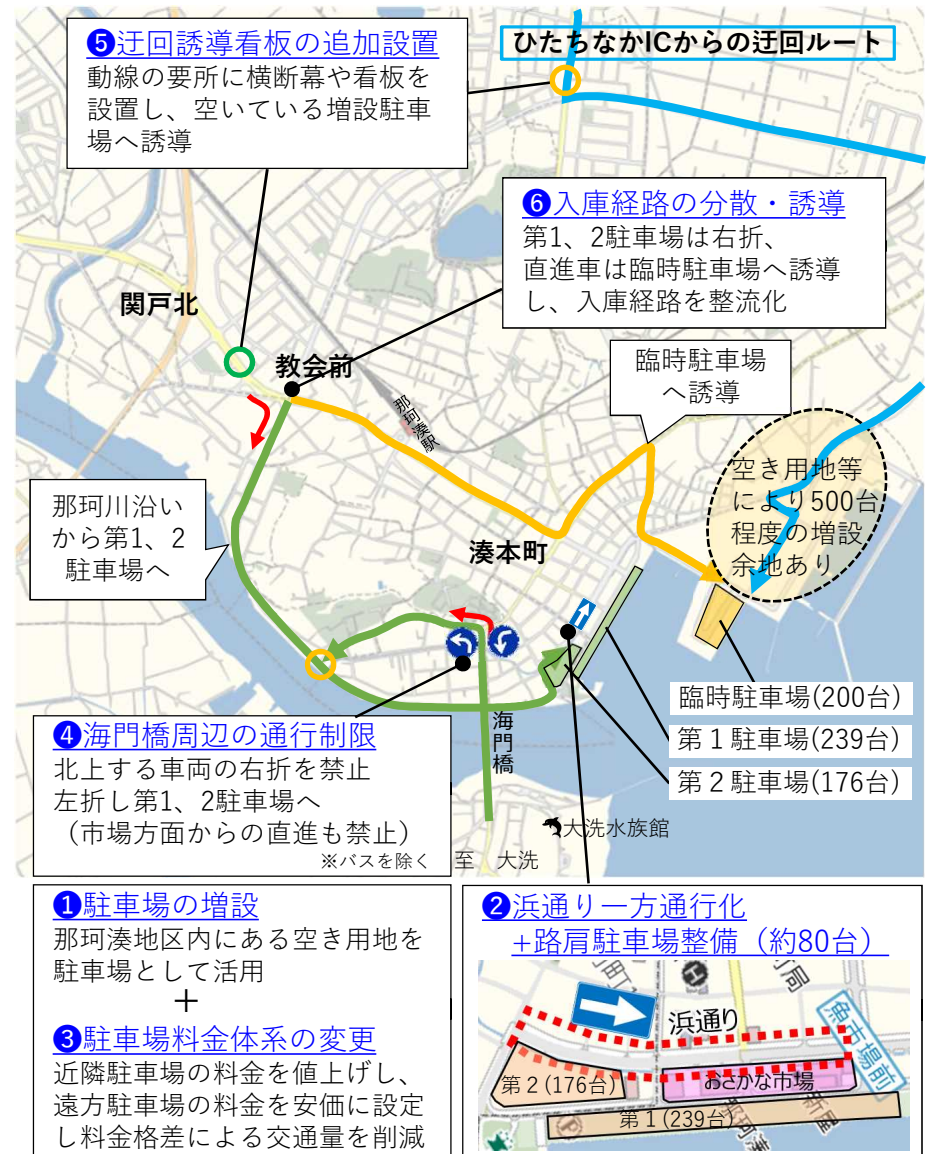 ❺迂回誘導看板の追加設置
動線の要所に横断幕や看板を
設置し、空いている増設駐車
場へ誘導
ひたちなかICからの迂回ルート
❻入庫経路の分散・誘導
第1、2駐車場は右折、
直進車は臨時駐車場へ誘導
し、入庫経路を整流化
関戸北
教会前
那珂湊駅
臨時駐車場
へ誘導
空き用地等
により500台
程度の増設
余地あり
那珂川沿い
から第1、2
駐車場へ
湊本町
海門橋
臨時駐車場(200台)
第1駐車場(239台)
第2駐車場(176台)
❹海門橋周辺の通行制限
北上する車両の右折を禁止
左折し第1、2駐車場へ
（市場方面からの直進も禁止）
※バスを除く
至 大洗
大洗水族館
❶駐車場の増設
那珂湊地区内にある空き用地を
駐車場として活用
＋
❸駐車場料金体系の変更
近隣駐車場の料金を値上げし、
遠方駐車場の料金を安価に設定
し料金格差による交通量を削減
❷浜通り一方通行化
+路肩駐車場整備（約80台）
浜通り
魚市場前
第2(176台)
おさかな市場
第1(239台)